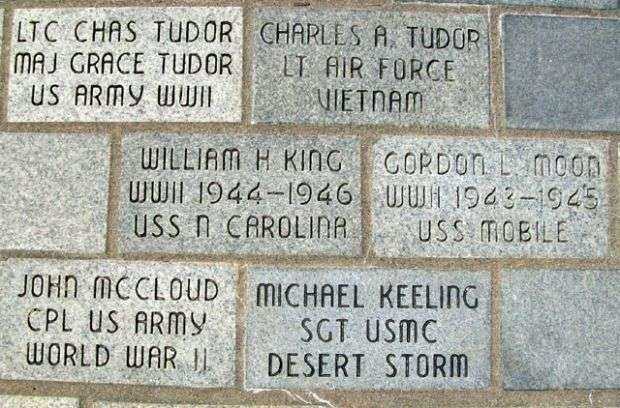 LTC CHAS TUDOR
MAJ GRACE TUDOR
US ARMY WWII
CHARLES A. TUDOR
LT AIR FORCE
VIETNAM
WILLIAM H KING
WWII 1944-1946
USS N CAROLINA
GORDON L. MOON
WWII 1943-1945
USS MOBILE
JOHN MCCLOUD
CPL US ARMY
WORLD WAR II
MICHAEL KEELING
SGT USMC
DESERT STORM